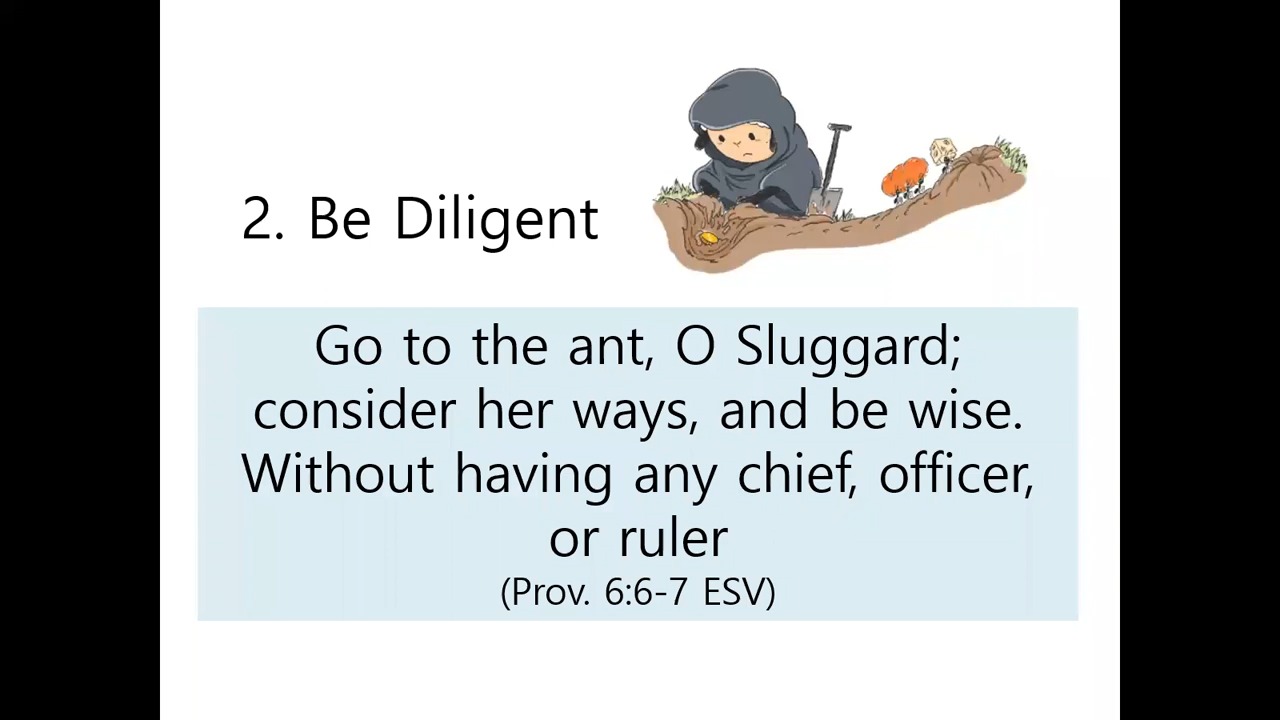 2. Be Diligent
Go to the ant, O Sluggard;
consider her ways, and be wise.
Without having any chief, officer,
or ruler
(Prov. 6:6-7 ESV)